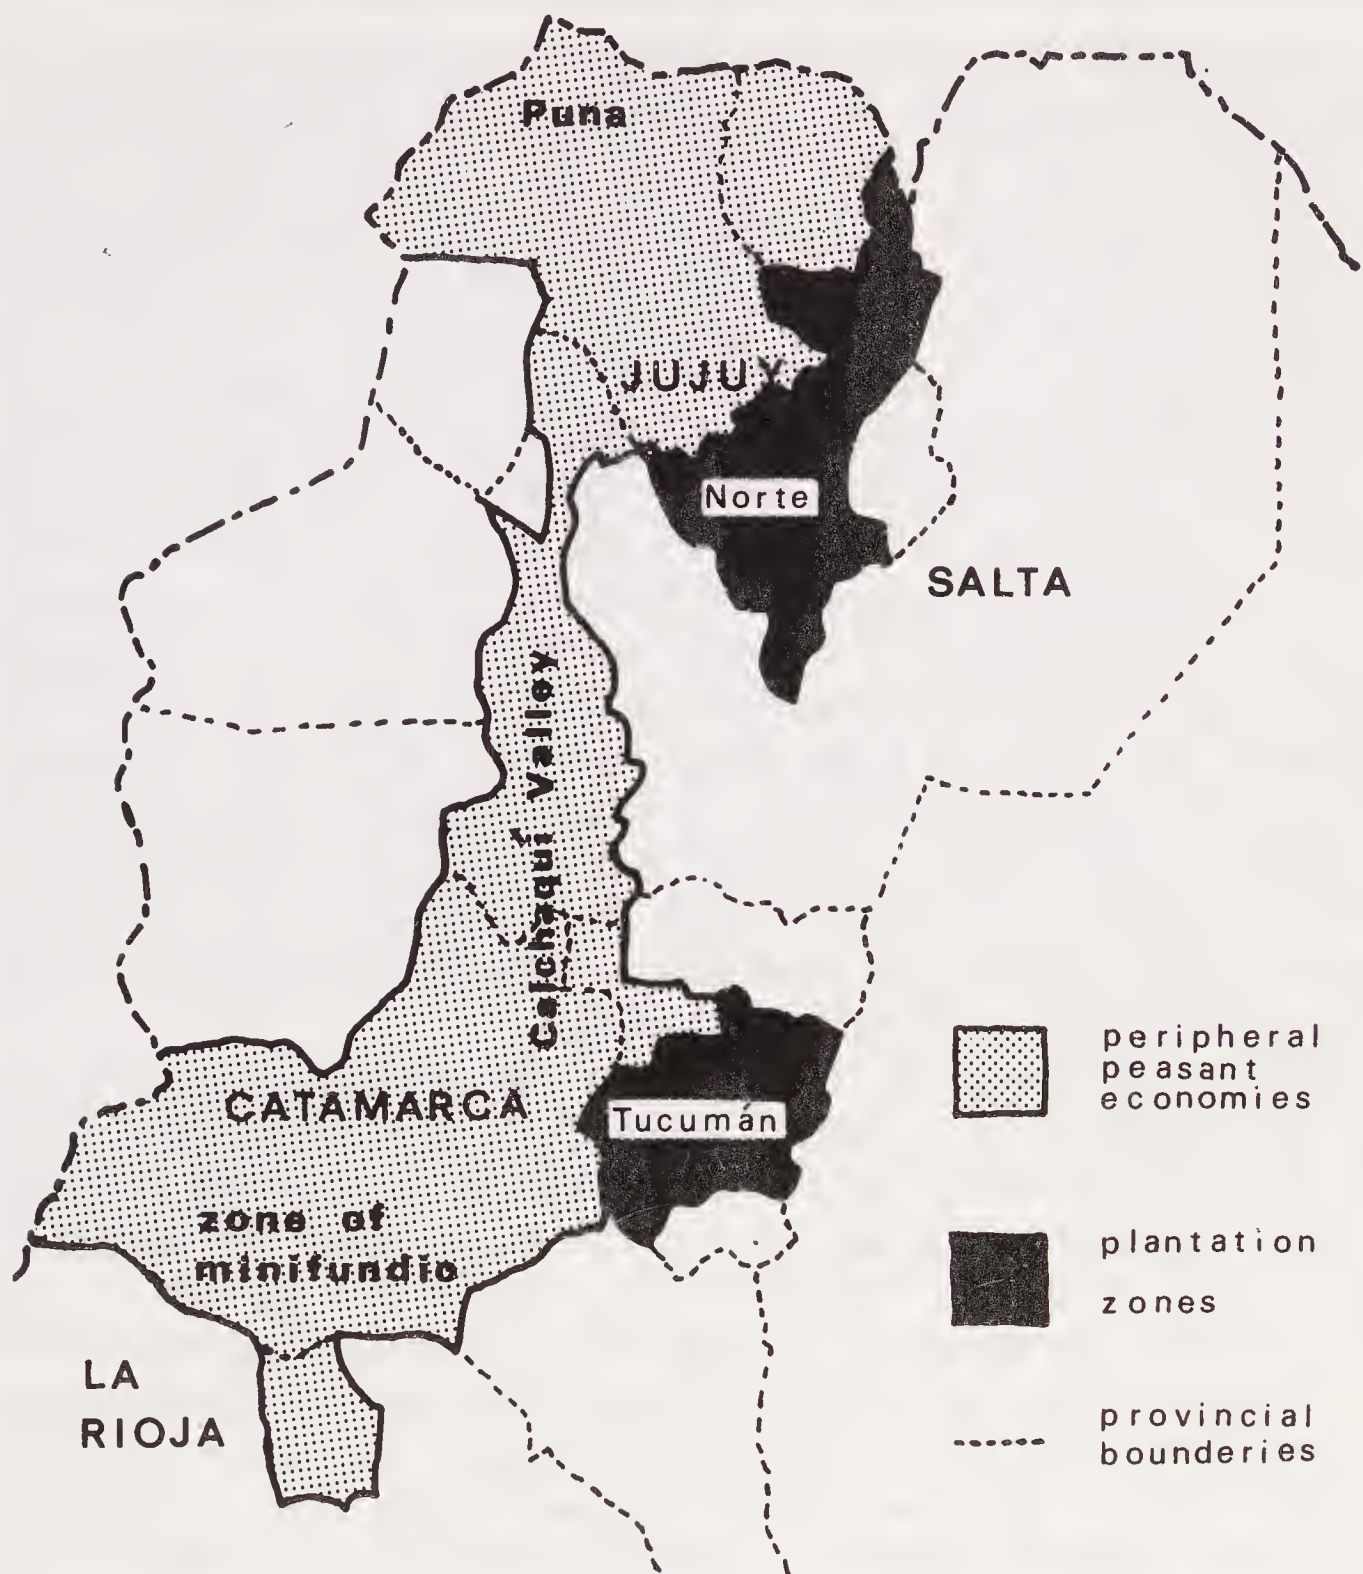 Puna
JUJUY
Norte
SALTA
Calchaquí Valley
peripheral
peasant
economies
CATAMARCA
Tucumán
zone of
minifundio
plantation
zones
LA
RIOJA
provincial
bounderies